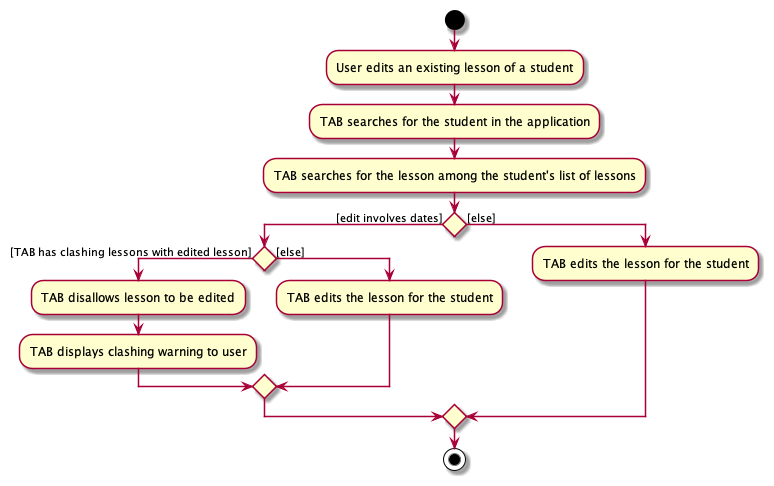 User edits an existing lesson of a student
TAB searches for the student in the application
TAB searches for the lesson among the student's list of lessons
[edit involves dates]
[else]
[TAB has clashing lessons with edited lesson]
[else]
TAB edits the lesson for the student
TAB disallows lesson to be edited
TAB edits the lesson for the student
TAB displays clashing warning to user